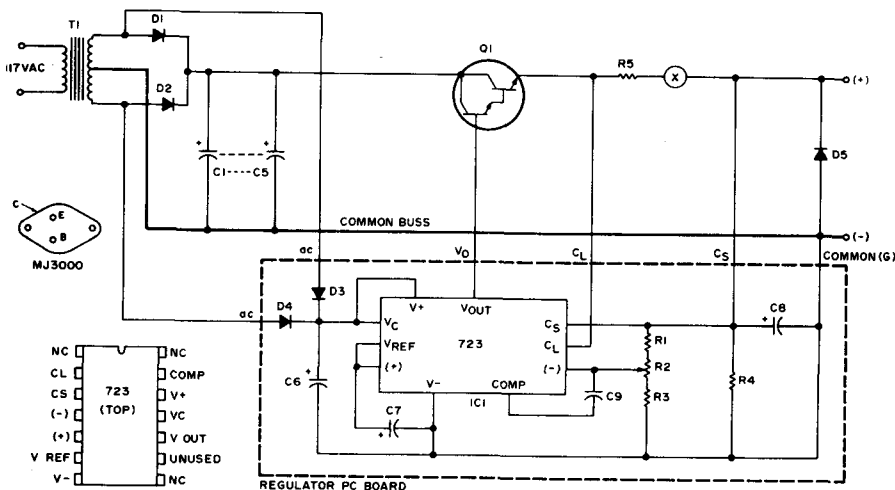 T1
D1
117VAC
D2
Q1
R5
X
(+)
+
+
C1----C5
D5
C
E
B
MJ3000
COMMON BUSS
(-)
ac
VO
CL
CS
COMMON(G)
D3
ac
D4
V+
VOUT
VC
CS
+
C8
VREF
723
CL
R1
(+)
(-)
R2
R4
+
C6
V-
COMP
C9
R3
IC1
C7
+
NC
NC
CL
COMP
CS
723
V+
(-)
(TOP)
VC
(+)
V OUT
V REF
UNUSED
V-
NC
REGULATOR PC BOARD